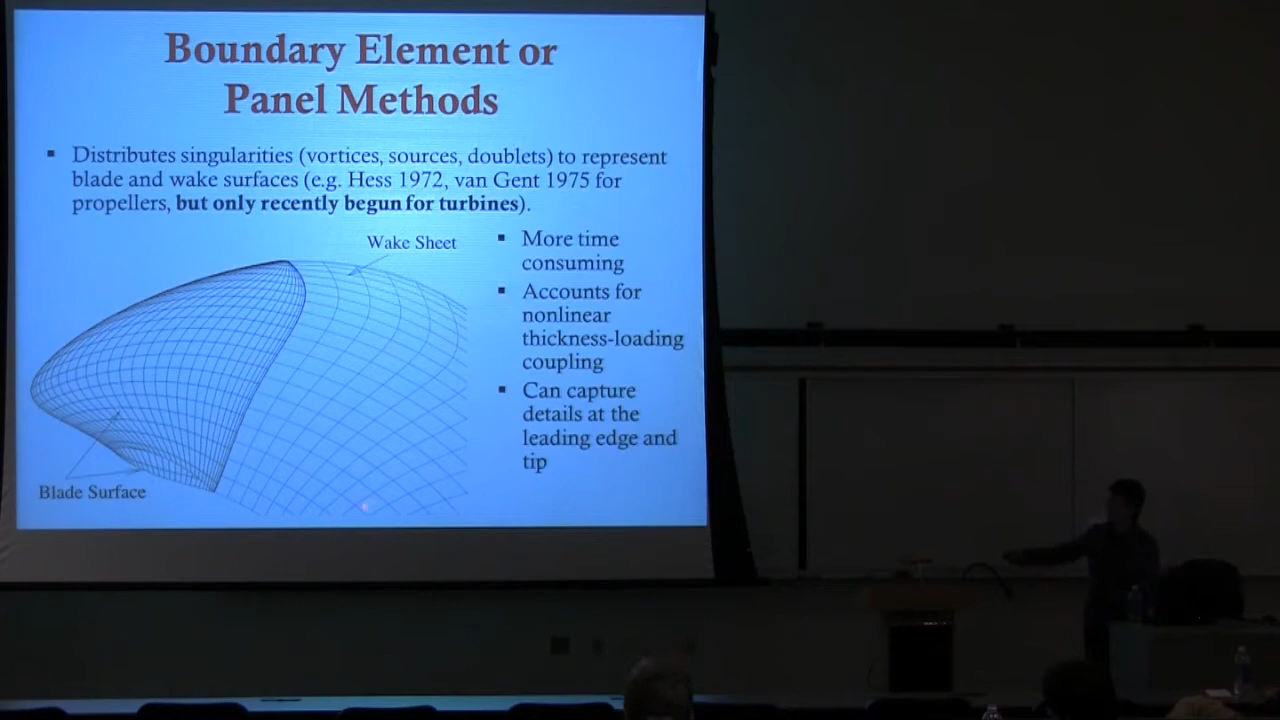 Boundary Element or
Panel Methods
▪ Distributes singularities (vortices, sources, doublets) to represent
blade and wake surfaces (e.g. Hess 1972, van Gent 1975 for
propellers, but only recently begun for turbines).
Wake Sheet
▪ More time
consuming
▪ Accounts for
nonlinear
thickness-loading
coupling
▪ Can capture
details at the
leading edge and
tip
Blade Surface